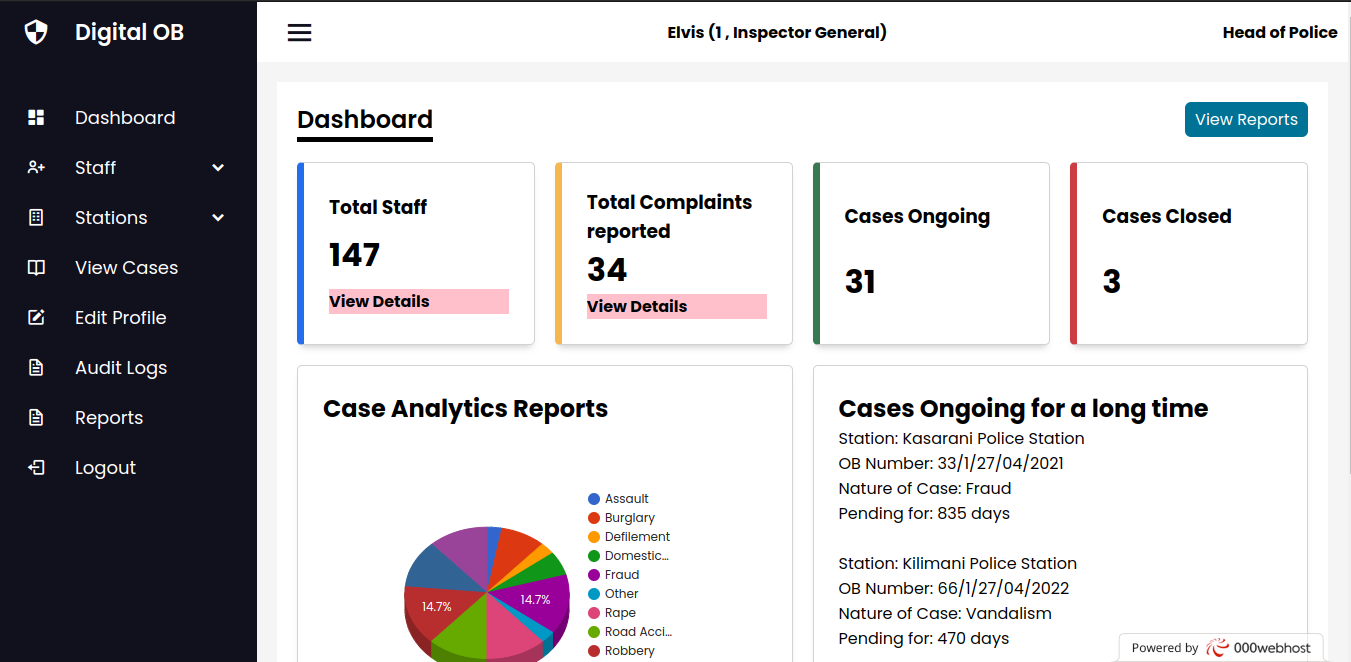 Digital OB
Elvis (1 , Inspector General)
Head of Police
Dashboard
Staff
Stations
View Cases
Edit Profile
Audit Logs
Reports
Logout
Dashboard
View Reports
Total Staff
147
View Details
Total Complaints
reported
34
View Details
Cases Ongoing
31
Cases Closed
3
Case Analytics Reports
14.7%
14.7%
Assault
Burglary
Defilement
Domestic...
Fraud
Other
Rape
Road Acci...
Robbery
Cases Ongoing for a long time
Station: Kasarani Police Station
OB Number: 33/1/27/04/2021
Nature of Case: Fraud
Pending for: 835 days
Station: Kilimani Police Station
OB Number: 66/1/27/04/2022
Nature of Case: Vandalism
Pending for: 470 days
Powered by 000webhost